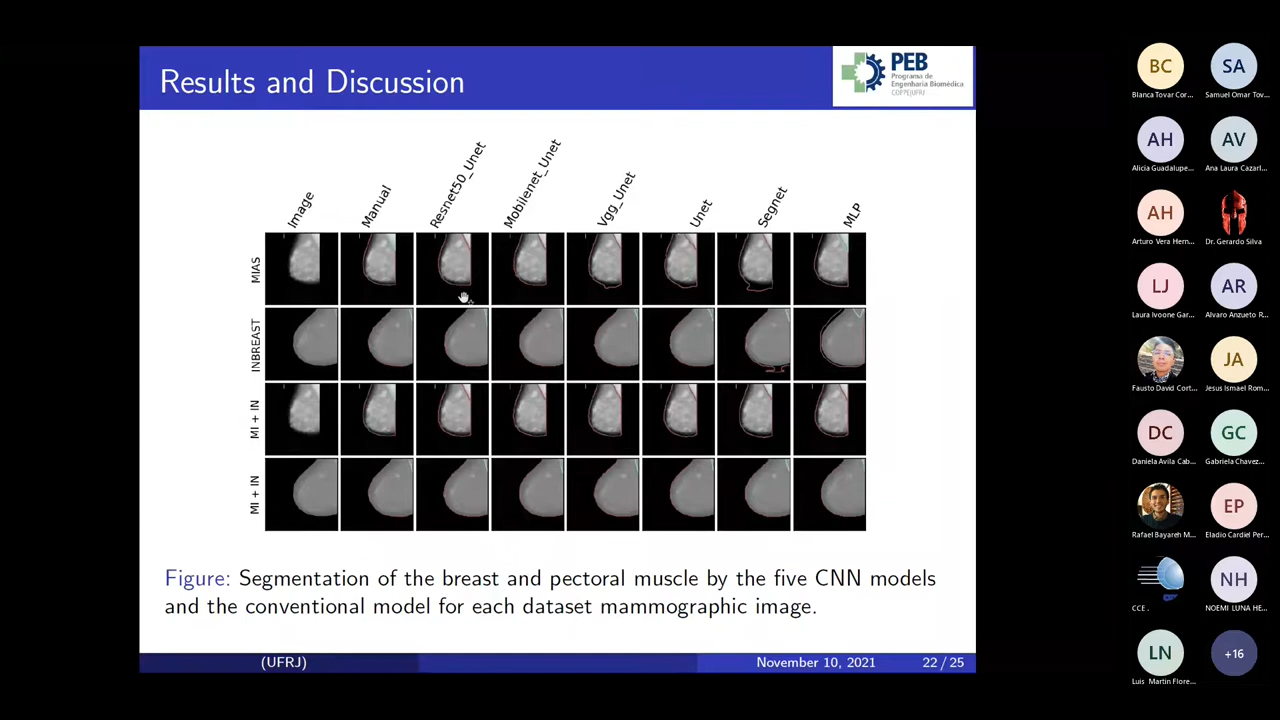 Results and Discussion
PEB
Programa de
Engenharia Biomédica
COPPE/UFRJ
Image
Manual
Resnet50_Unet
Mobilenet_Unet
Vgg_Unet
Unet
Segnet
MLP
MIAS
INBREAST
MI + IN
MI + IN
Figure: Segmentation of the breast and pectoral muscle by the five CNN models
and the conventional model for each dataset mammographic image.
(UFRJ)
November 10, 2021
22 / 25
BC
SA
Blanca Tovar Cor...
Samuel Omar Tov...
AH
AV
Alicia Guadalupe...
Ana Laura Cazarl...
AH
Arturo Vera Hern...
Dr. Gerardo Silva
LJ
AR
Laura Ivoone Gar...
Alvaro Anzueto R...
JA
Fausto David Cort...
Jesus Ismael Rom...
DC
GC
Daniela Avila Cab...
Gabriela Chavez...
EP
Rafael Bayareh M...
Eladio Cardiel Per...
NH
CCE .
NOEMI LUNA HE...
LN
+16
Luis Martin Flore...